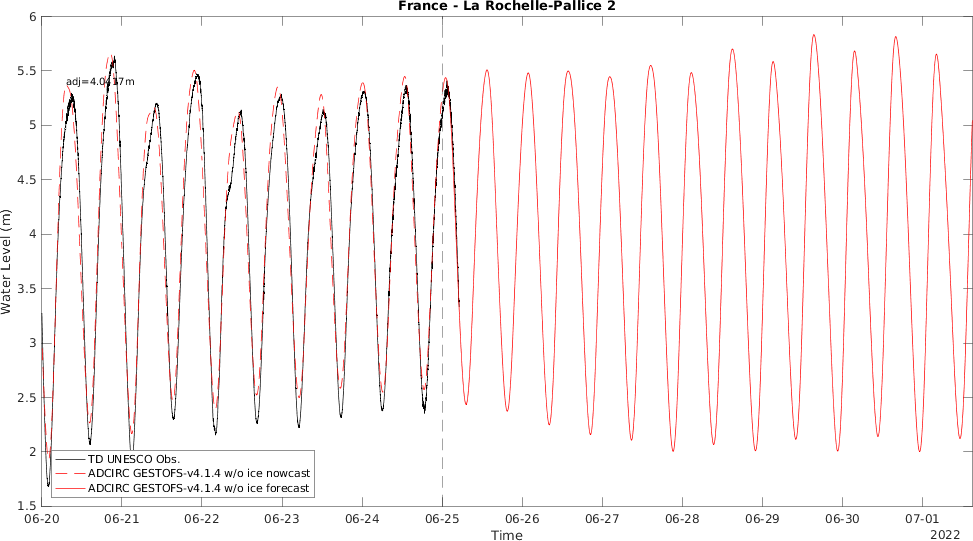 France - La Rochelle-Pallice 2
6
5.5
5
4.5
4
3.5
3
2.5
2
1.5
Water Level (m)
TD UNESCO Obs.
ADCIRC GESTOFS-v4.1.4 w/o ice nowcast
ADCIRC GESTOFS-v4.1.4 w/o ice forecast
06-20 06-21 06-22 06-23 06-24 06-25 06-26 06-27 06-28 06-29 06-30 07-01
Time
2022